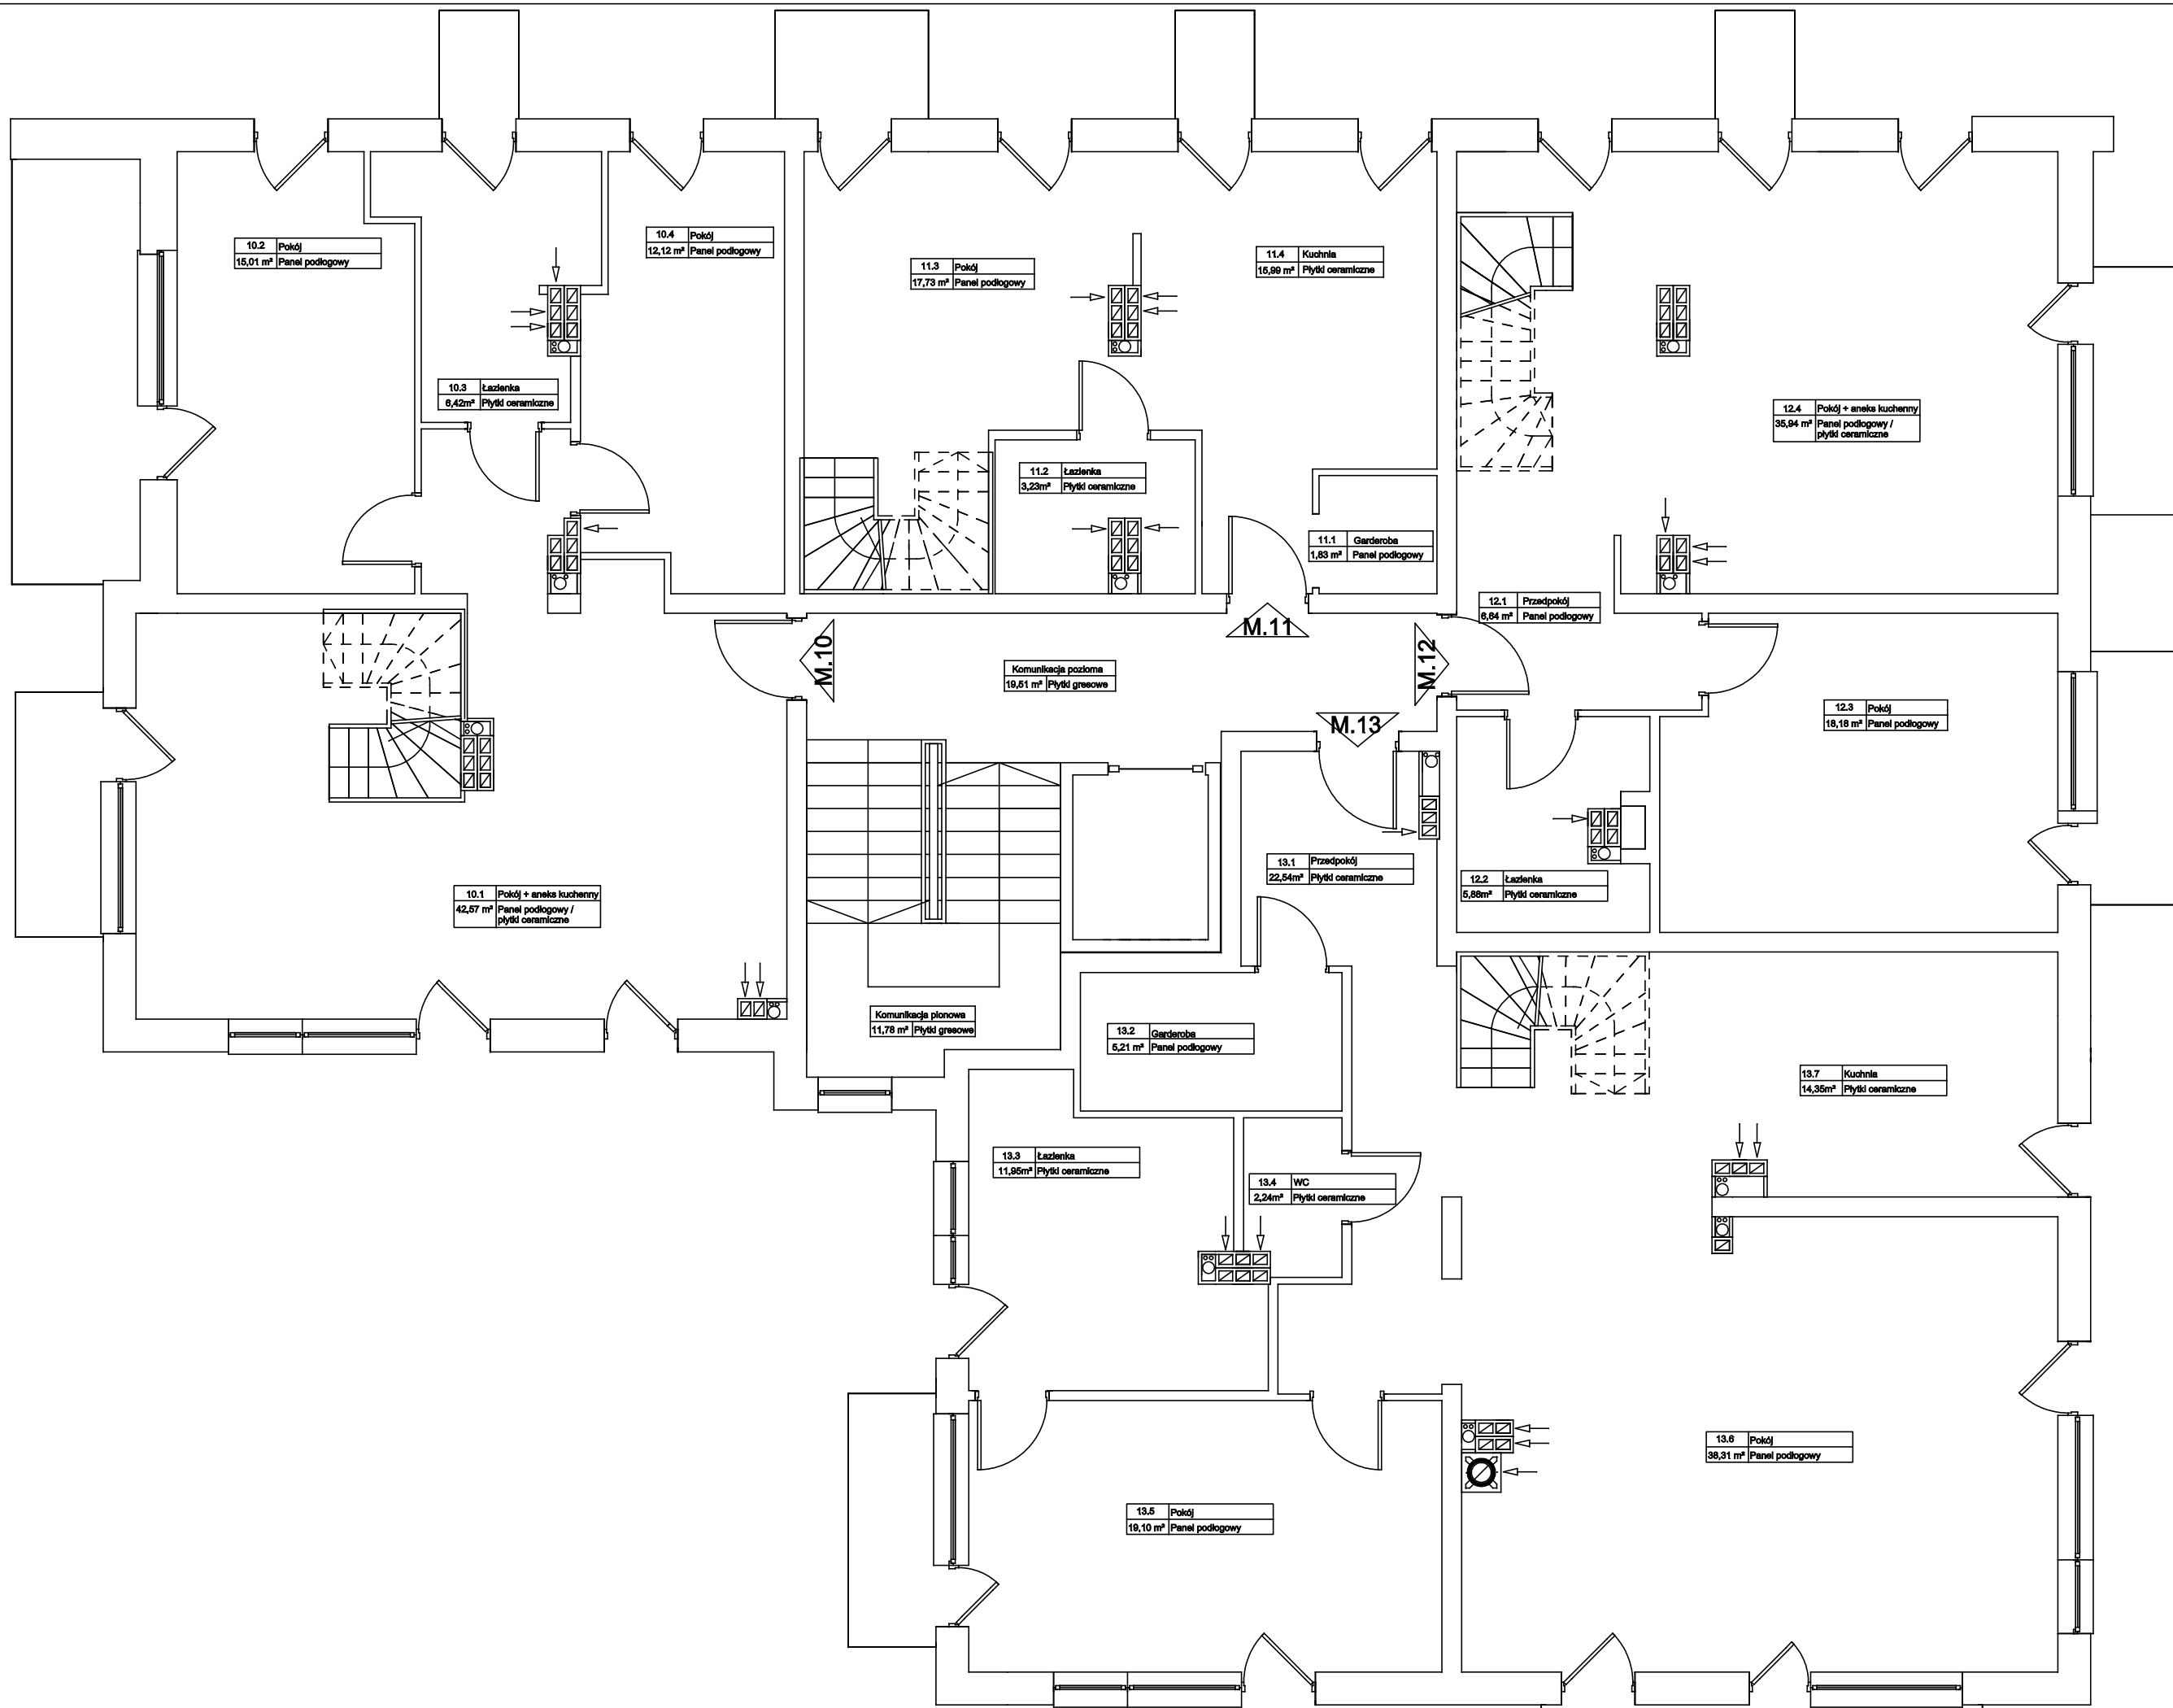 10.2 Pokój
15,01 m² Panel podłogowy
10.4 Pokój
12,12 m² Panel podłogowy
11.3 Pokój
17,73 m² Panel podłogowy
11.4 Kuchnia
15,99 m² Płytki ceramiczne
10.3 Łazienka
6,42m² Płytki ceramiczne
11.2 Łazienka
3,23m² Płytki ceramiczne
12.4 Pokój + aneks kuchenny
35,94 m² Panel podłogowy /
płytki ceramiczne
11.1 Garderoba
1,83 m² Panel podłogowy
12.1 Przedpokój
6,64 m² Panel podłogowy
M.10
M.11
M.12
M.13
Komunikacja pozioma
19,51 m² Płytki gresowe
12.3 Pokój
18,18 m² Panel podłogowy
13.1 Przedpokój
22,54m² Płytki ceramiczne
12.2 Łazienka
5,88m² Płytki ceramiczne
10.1 Pokój + aneks kuchenny
42,57 m² Panel podłogowy /
płytki ceramiczne
Komunikacja pionowa
11,78 m² Płytki gresowe
13.2 Garderoba
5,21 m² Panel podłogowy
13.7 Kuchnia
14,35m² Płytki ceramiczne
13.3 Łazienka
11,95m² Płytki ceramiczne
13.4 WC
2,24m² Płytki ceramiczne
13.6 Pokój
38,31 m² Panel podłogowy
13.5 Pokój
19,10 m² Panel podłogowy